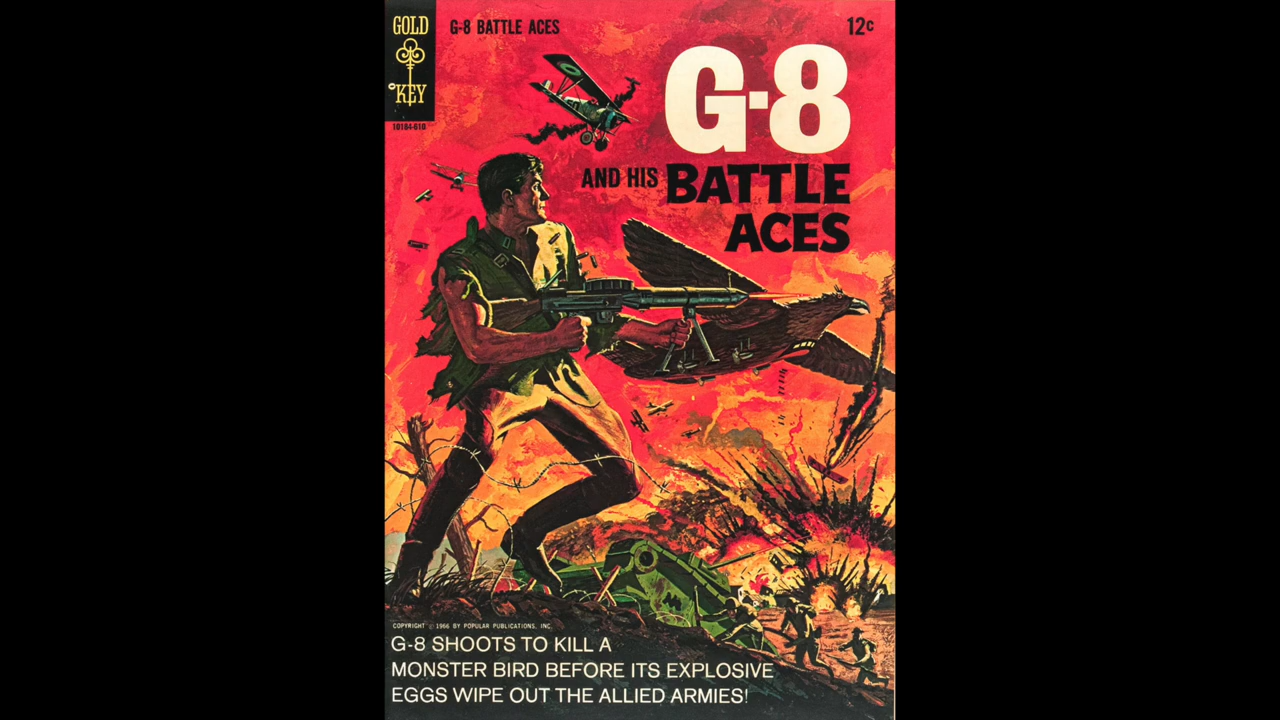 GOLD
KEY
G-8 BATTLE ACES
12c
10184-610
G-8
AND HIS BATTLE
ACES
COPYRIGHT © 1966 BY POPULAR PUBLICATIONS, INC.
G-8 SHOOTS TO KILL A
MONSTER BIRD BEFORE ITS EXPLOSIVE
EGGS WIPE OUT THE ALLIED ARMIES!